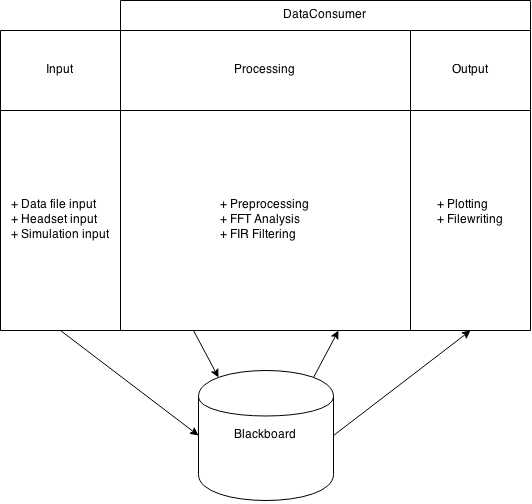 DataConsumer
Input
Processing
Output
+ Data file input
+ Headset input
+ Simulation input
+ Preprocessing
+ FFT Analysis
+ FIR Filtering
+ Plotting
+ Filewriting
Blackboard